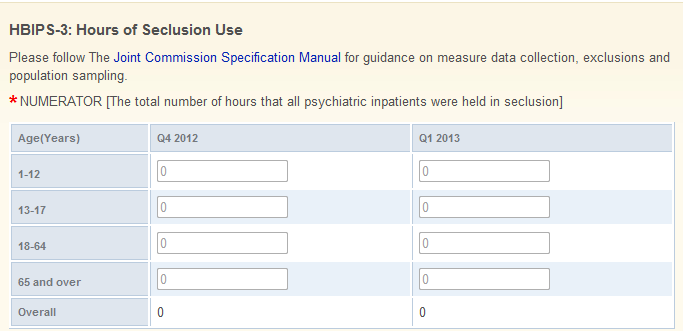 HBIPS-3: Hours of Seclusion Use
Please follow The Joint Commission Specification Manual for guidance on measure data collection, exclusions and
population sampling.
* NUMERATOR [The total number of hours that all psychiatric inpatients were held in seclusion]
Age(Years) Q4 2012 Q1 2013
1-12 0 0
13-17 0 0
18-64 0 0
65 and over 0 0
Overall 0 0